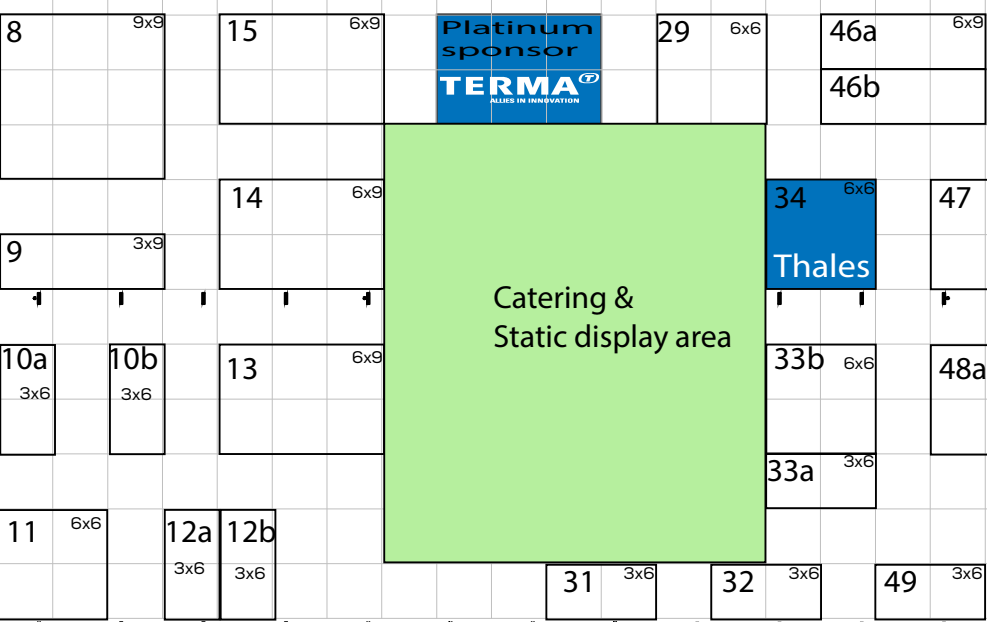 8 9x9
15 6x9
Platinum
sponsor
TERMA T
ALLIES IN INNOVATION
29 6x6
46a 6x9
46b
14 6x9
34 6x6
Thales
47
9 3x9
Catering &
Static display area
10a
3x6
10b
3x6
13 6x9
33b 6x6
48a
33a 3x6
11 6x6
12a
3x6
12b
3x6
31 3x6
32 3x6
49 3x6